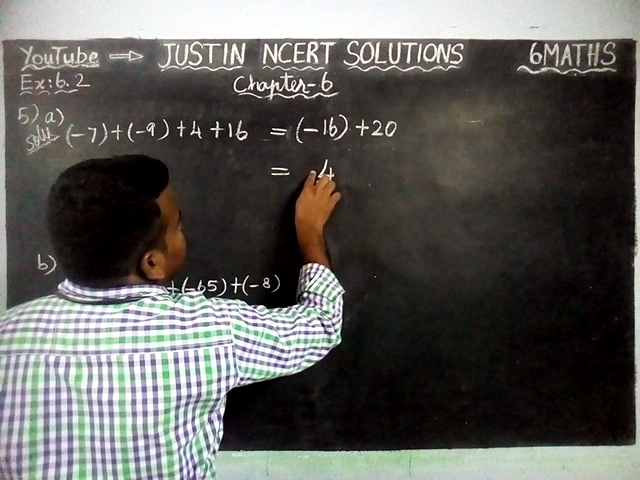 YouTube ⟹ JUSTIN NCERT SOLUTIONS 6MATHS
Ex:6.2 Chapter-6
5) a)
Solu (-7)+(-9)+4+16 = (-16)+20
= 4
b)
+(-65)+(-8)